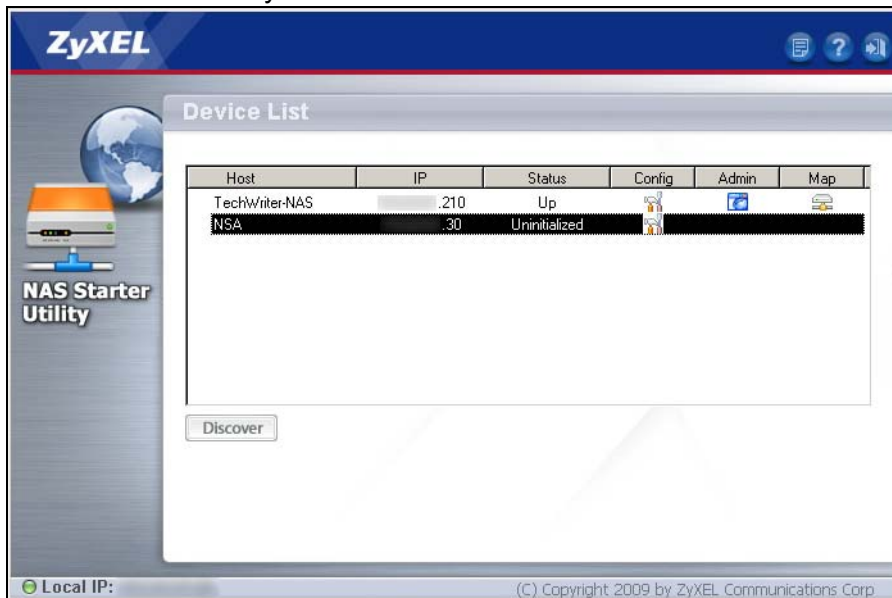 ZyXEL
?
Device List
Host IP Status Config Admin Map
TechWriter-NAS .210 Up
NSA .30 Uninitialized
NAS Starter
Utility
Discover
Local IP:
(C) Copyright 2009 by ZyXEL Communications Corp